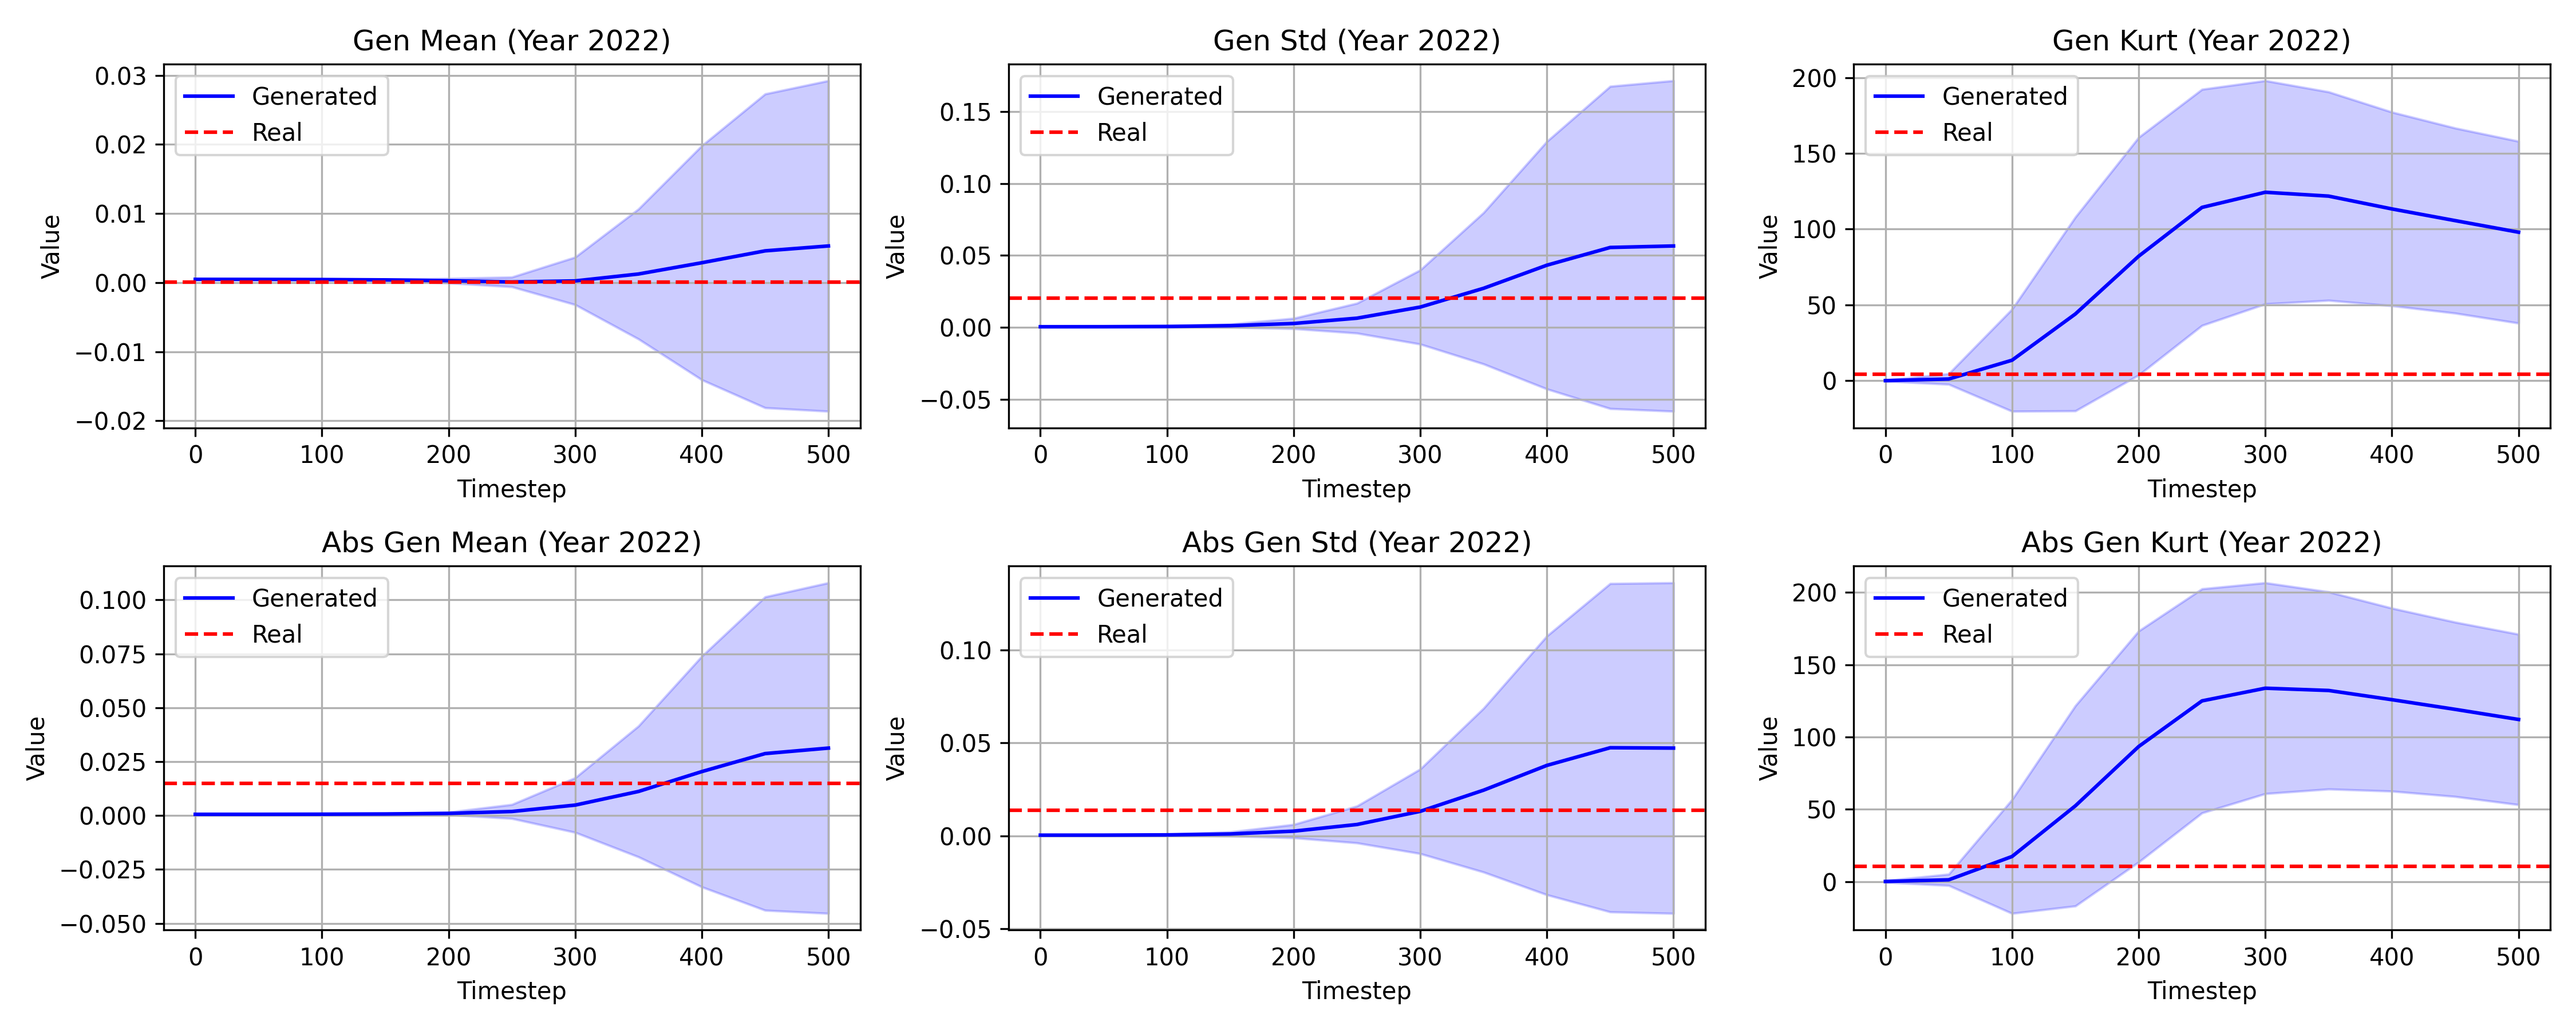 Gen Mean (Year 2022)
Value
0.03
0.02
0.01
0.00
−0.01
−0.02
Generated
Real
0 100 200 300 400 500
Timestep
Gen Std (Year 2022)
Value
0.15
0.10
0.05
0.00
−0.05
Generated
Real
0 100 200 300 400 500
Timestep
Gen Kurt (Year 2022)
Value
200
150
100
50
0
Generated
Real
0 100 200 300 400 500
Timestep
Abs Gen Mean (Year 2022)
Value
0.100
0.075
0.050
0.025
0.000
−0.025
−0.050
Generated
Real
0 100 200 300 400 500
Timestep
Abs Gen Std (Year 2022)
Value
0.10
0.05
0.00
−0.05
Generated
Real
0 100 200 300 400 500
Timestep
Abs Gen Kurt (Year 2022)
Value
200
150
100
50
0
Generated
Real
0 100 200 300 400 500
Timestep